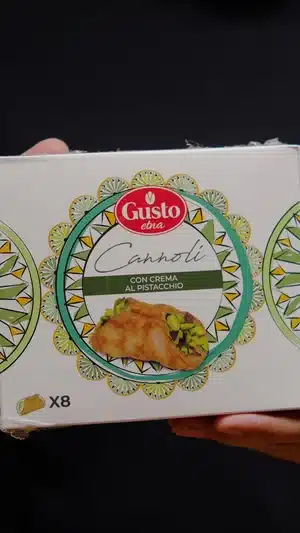 Gusto
etna
Cannoli
CON CREMA
AL PISTACCHIO
X8